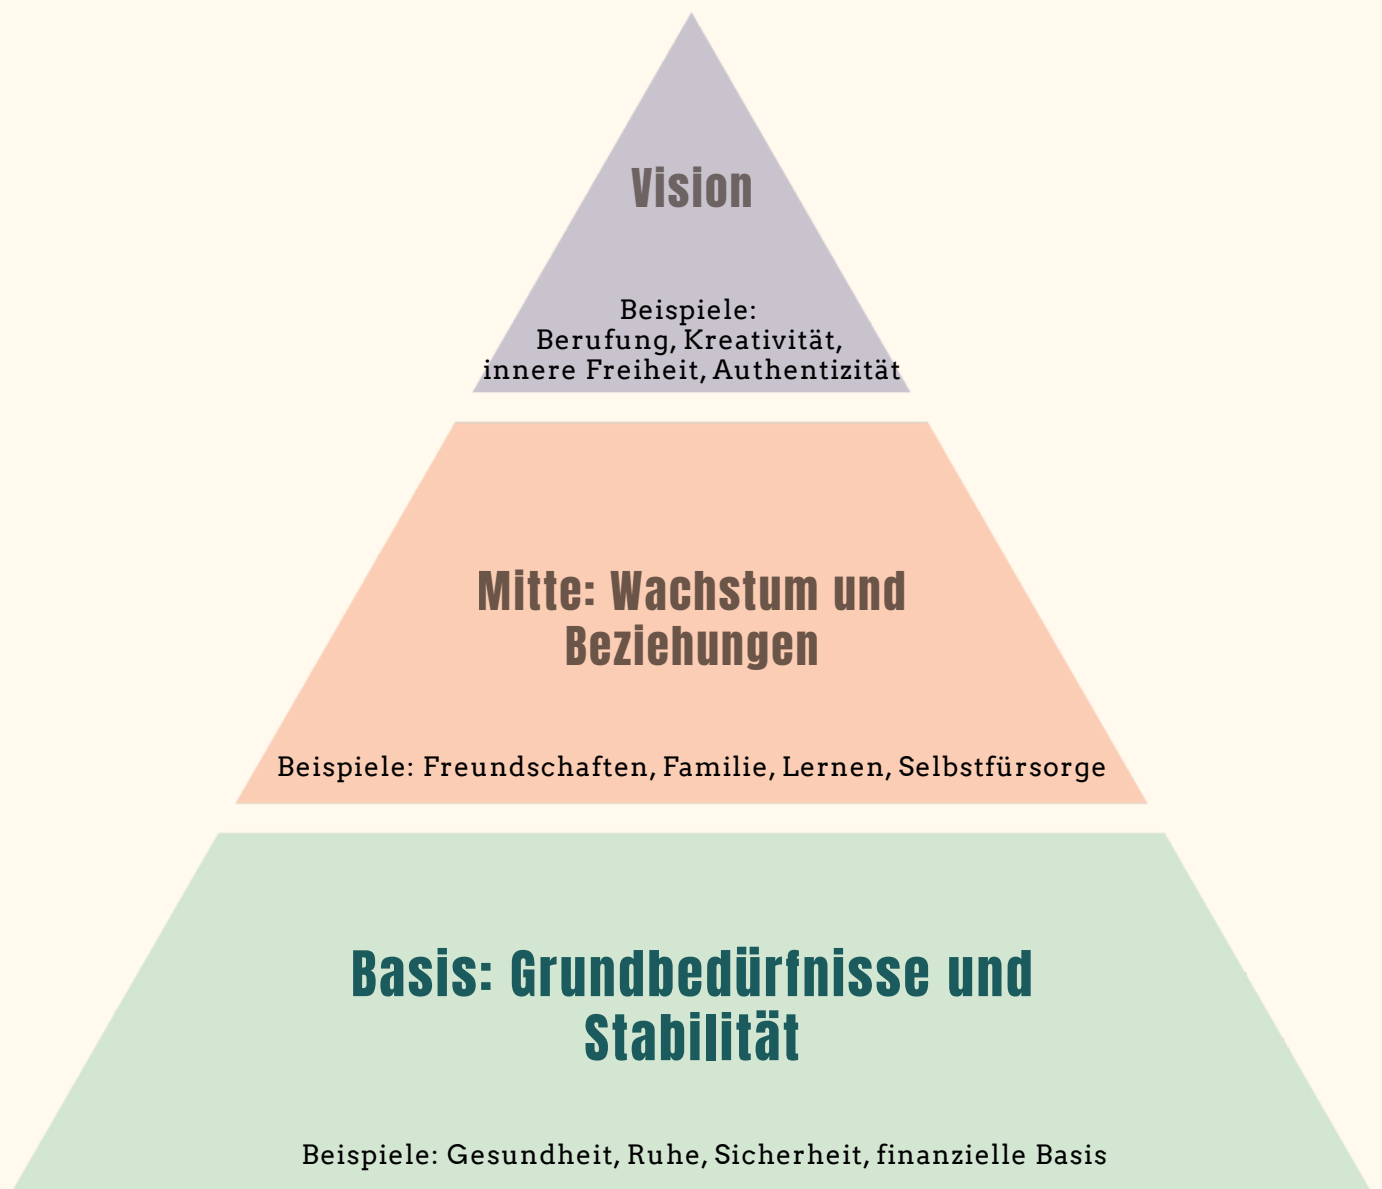 Vision
Beispiele:
Berufung, Kreativität,
innere Freiheit, Authentizität
Mitte: Wachstum und
Beziehungen
Beispiele: Freundschaften, Familie, Lernen, Selbstfürsorge
Basis: Grundbedürfnisse und
Stabilität
Beispiele: Gesundheit, Ruhe, Sicherheit, finanzielle Basis